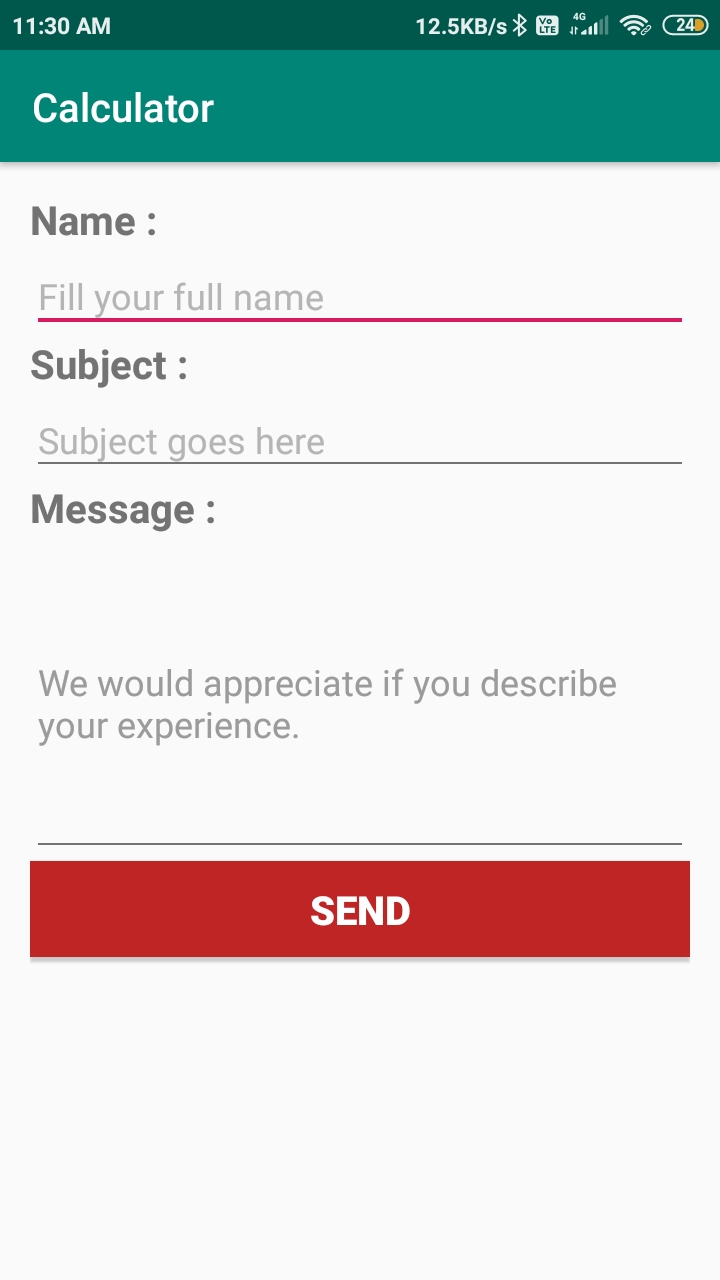 11:30 AM 12.5KB/s Vo LTE 4G 24
Calculator
Name :
Fill your full name
Subject :
Subject goes here
Message :
We would appreciate if you describe
your experience.
SEND